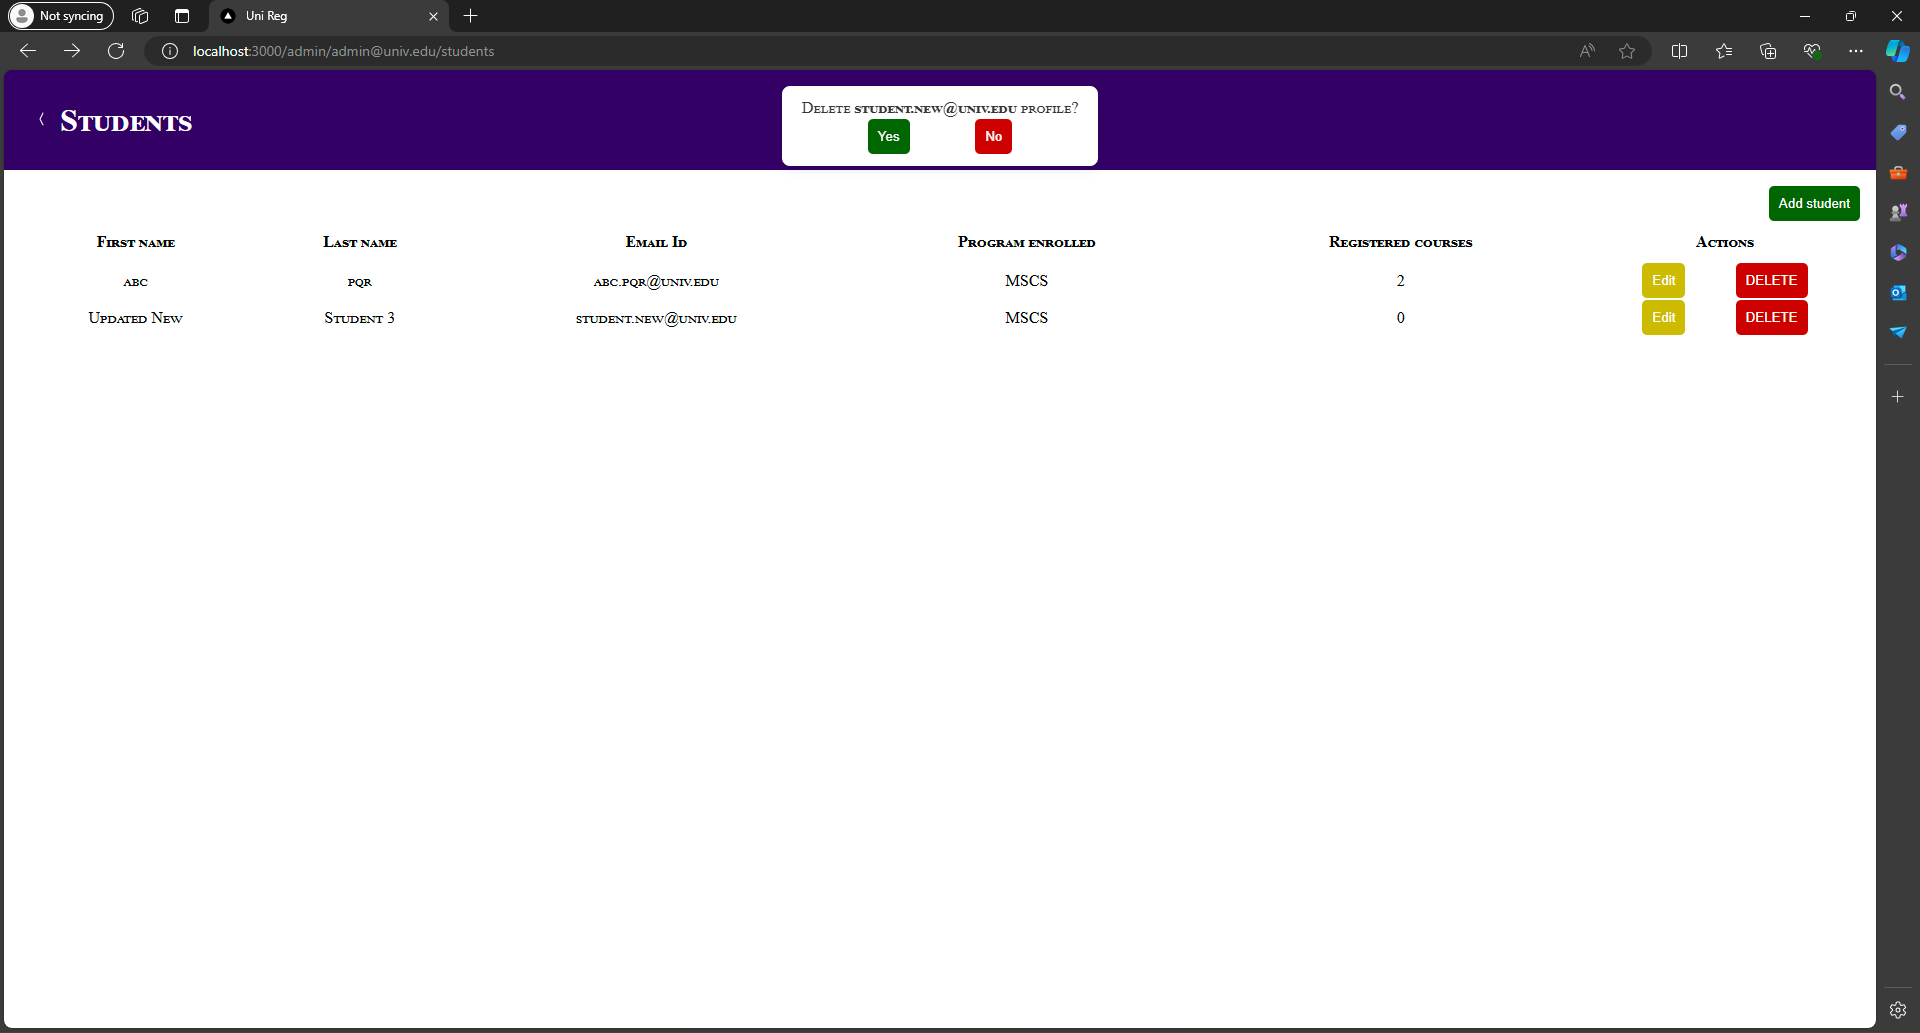 Not syncing
Uni Reg
localhost:3000/admin/admin@univ.edu/students
Students
Delete student.new@univ.edu profile?
Yes No
Add student
First name Last name Email Id Program enrolled Registered courses Actions
abc pqr abc.pqr@univ.edu MSCS 2 Edit DELETE
Updated New Student 3 student.new@univ.edu MSCS 0 Edit DELETE